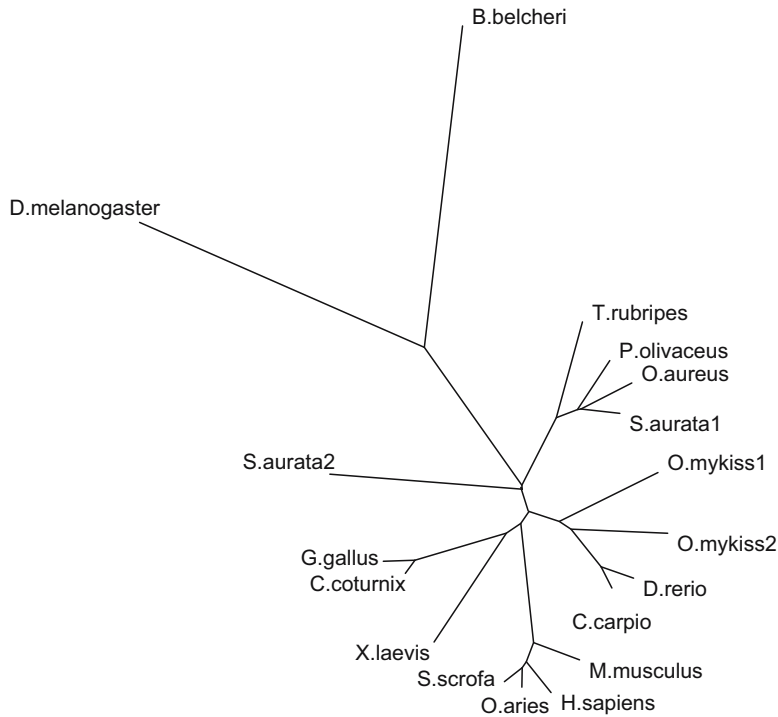 B.belcheri
D.melanogaster
T.rubripes
P.olivaceus
O.aureus
S.aurata1
S.aurata2
O.mykiss1
O.mykiss2
G.gallus
C.coturnix
D.rerio
C.carpio
X.laevis
M.musculus
S.scrofa
H.sapiens
O.aries